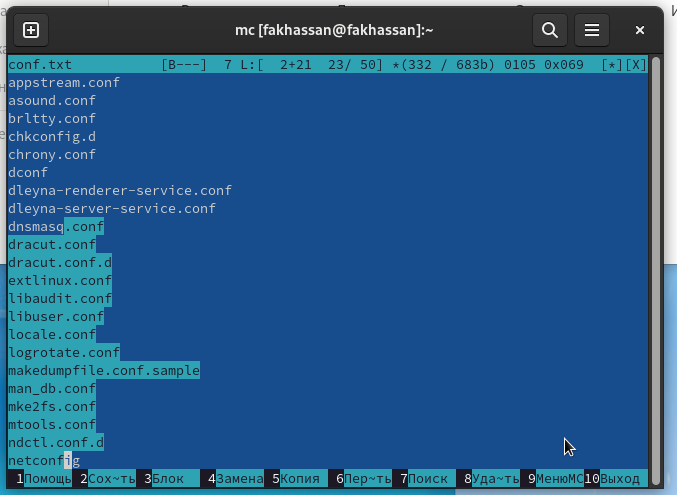 mc [fakhassan@fakhassan]:~
conf.txt [B---] 7 L:[ 2+21 23/ 50] *(332 / 683b) 0105 0x069 [*][X]
appstream.conf
asound.conf
brltty.conf
chkconfig.d
chrony.conf
dconf
dleyna-renderer-service.conf
dleyna-server-service.conf
dnsmasq.conf
dracut.conf
dracut.conf.d
extlinux.conf
libaudit.conf
libuser.conf
locale.conf
logrotate.conf
makedumpfile.conf.sample
man_db.conf
mke2fs.conf
mtools.conf
ndctl.conf.d
netconfig
1Помощь 2Сох~ть 3Блок 4Замена 5Копия 6Пер~ть 7Поиск 8Уда~ть 9МенюMC10Выход